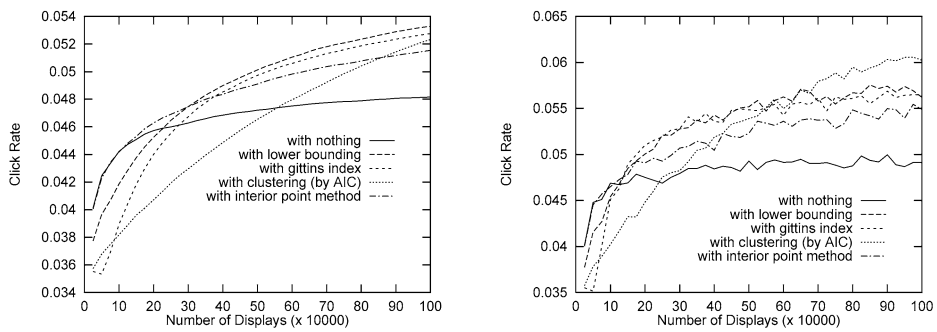 0.054
0.052
0.05
0.048
0.046
0.044
0.042
0.04
0.038
0.036
0.034
Click Rate
with nothing
with lower bounding
with gittins index
with clustering (by AIC)
with interior point method
0 10 20 30 40 50 60 70 80 90 100
Number of Displays (x 10000)
0.065
0.06
0.055
0.05
0.045
0.04
0.035
Click Rate
with nothing
with lower bounding
with gittins index
with clustering (by AIC)
with interior point method
0 10 20 30 40 50 60 70 80 90 100
Number of Displays (x 10000)